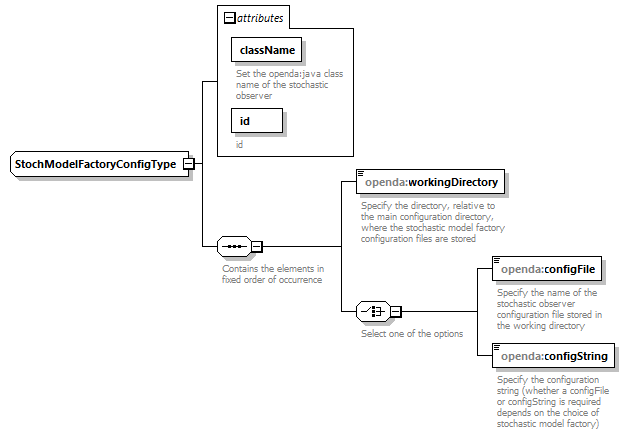 attributes
className
Set the openda:java class
name of the stochastic
observer
id
id
StochModelFactoryConfigType
openda:workingDirectory
Specify the directory, relative to
the main configuration directory,
where the stochastic model factory
configuration files are stored
Contains the elements in
fixed order of occurrence
openda:configFile
Specify the name of the
stochastic observer
configuration file stored in
the working directory
Select one of the options
openda:configString
Specify the configuration
string (whether a configFile
or configString is required
depends on the choice of
stochastic model factory)